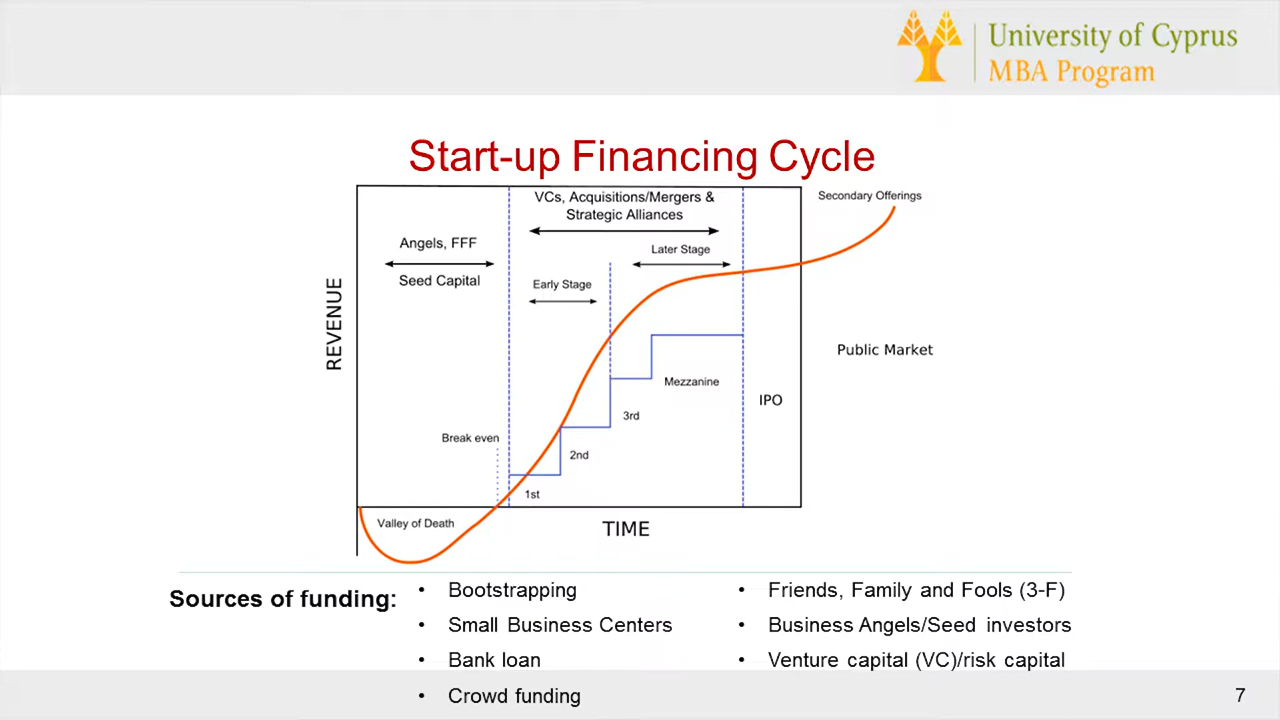 University of Cyprus
MBA Program
Start-up Financing Cycle
VCs, Acquisitions/Mergers &
Strategic Alliances
Secondary Offerings
Angels, FFF
Seed Capital
Later Stage
Early Stage
REVENUE
Public Market
Mezzanine
IPO
3rd
Break even
2nd
1st
Valley of Death
TIME
Sources of funding:
• Bootstrapping
• Small Business Centers
• Bank loan
• Crowd funding
• Friends, Family and Fools (3-F)
• Business Angels/Seed investors
• Venture capital (VC)/risk capital
7